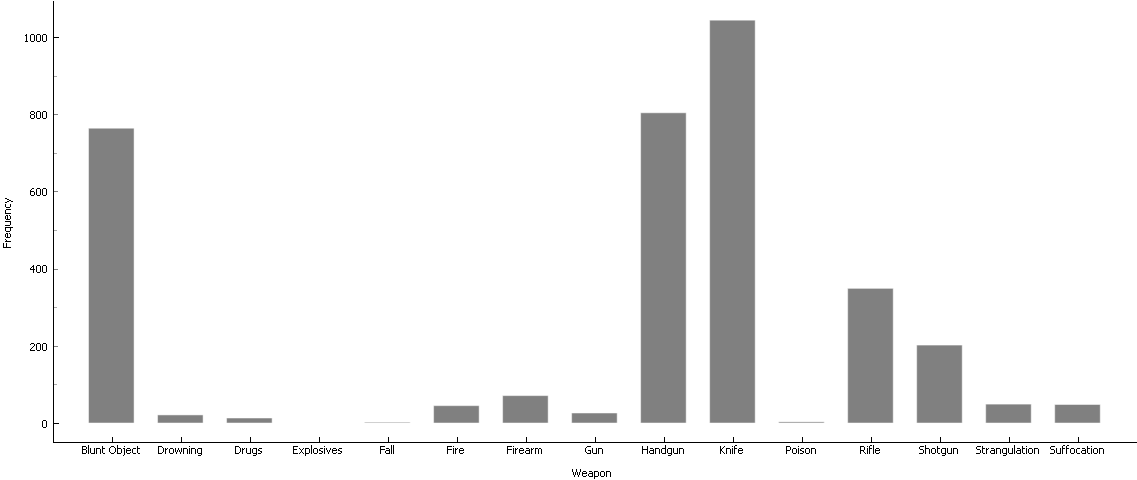 1000
800
600
400
200
0
Frequency
Blunt Object Drowning Drugs Explosives Fall Fire Firearm Gun Handgun Knife Poison Rifle Shotgun Strangulation Suffocation
Weapon